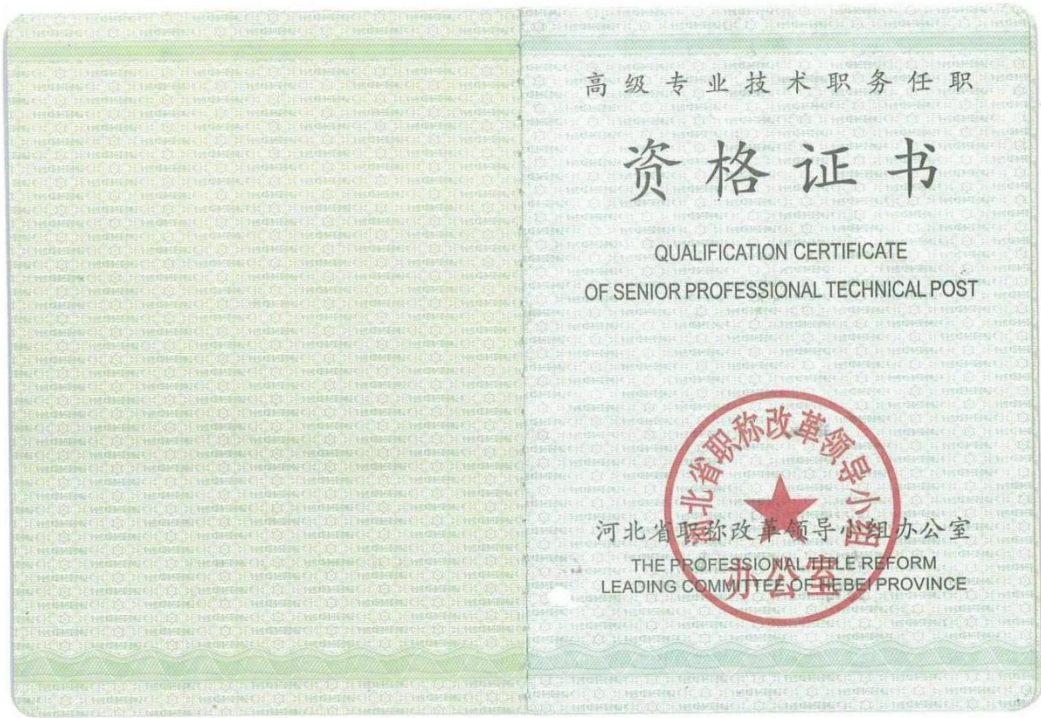 高级专业技术职务任职
资格证书
QUALIFICATION CERTIFICATE
OF SENIOR PROFESSIONAL TECHNICAL POST
河北省职称改革领导小组
办公室
河北省职称改革领导小组办公室
THE PROFESSIONAL TITLE REFORM
LEADING COMMITTEE OF HEBEI PROVINCE